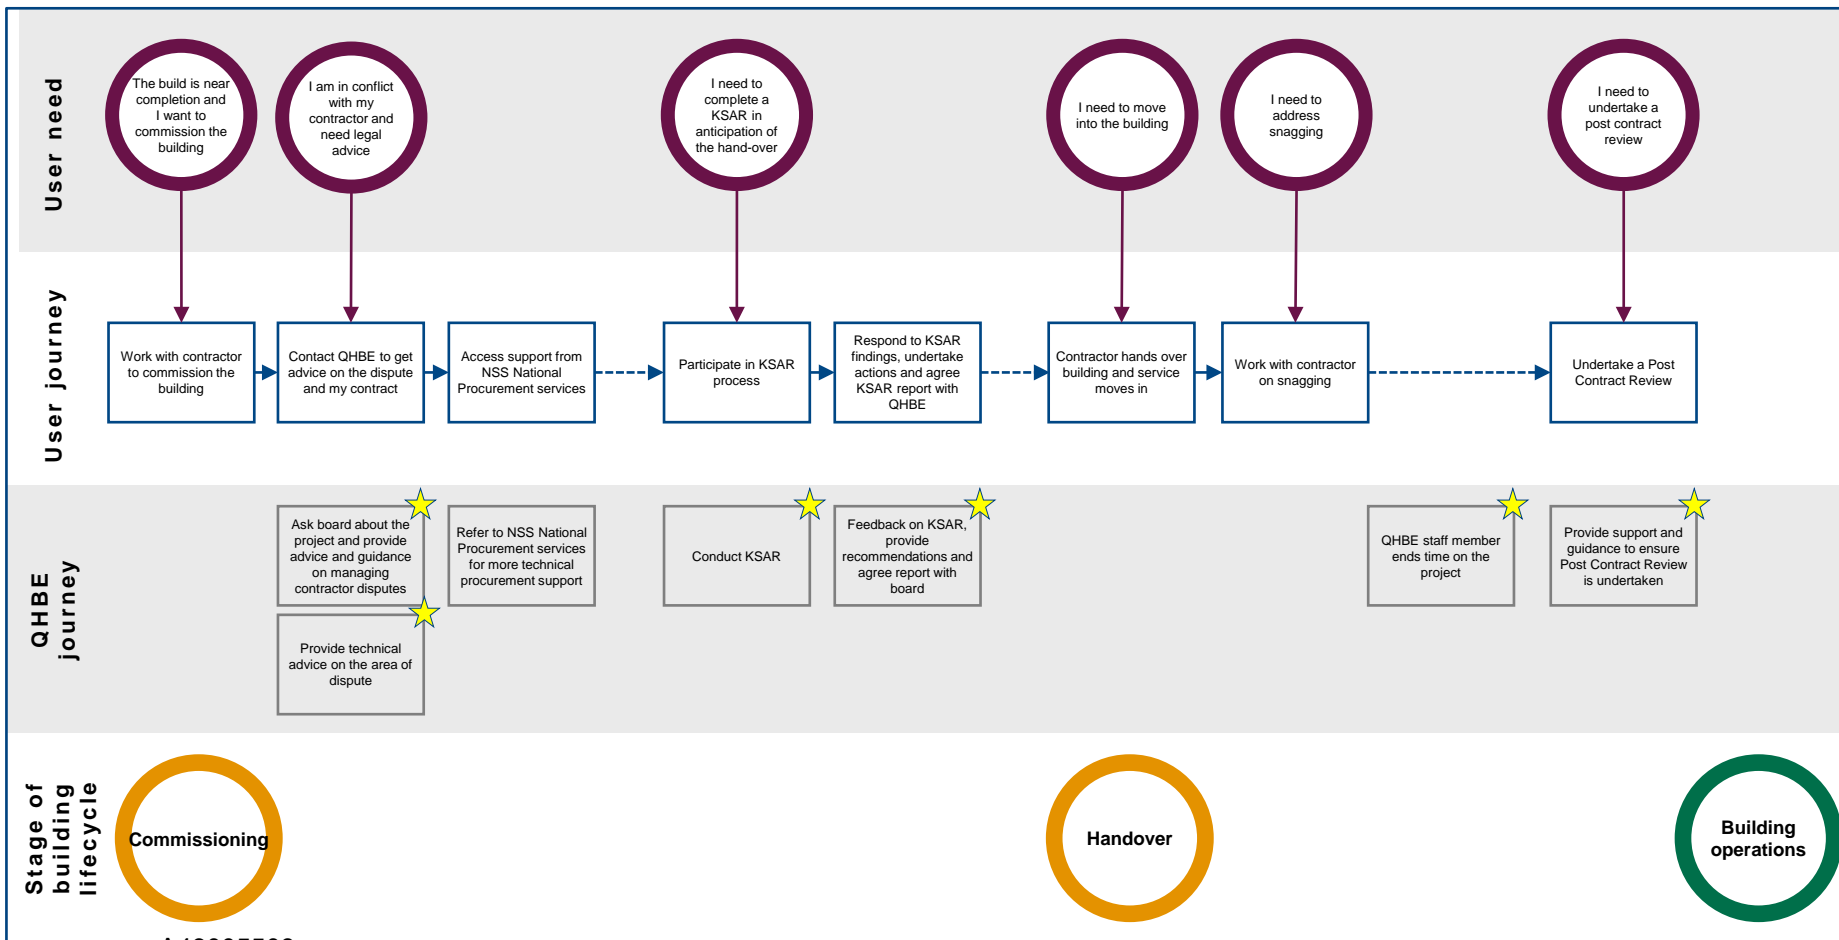 User need
The build is near
completion and
I want to
commission the
building
I am in conflict
with my
contractor and
need legal
advice
I need to
complete a
KSAR in
anticipation of
the hand-over
I need to move
into the building
I need to
address
snagging
I need to
undertake a
post contract
review
User journey
Work with contractor
to commission the
building
Contact QHBE to get
advice on the dispute
and my contract
Access support from
NSS National
Procurement services
Participate in KSAR
process
Respond to KSAR
findings, undertake
actions and agree
KSAR report with
QHBE
Contractor hands over
building and service
moves in
Work with contractor
on snagging
Undertake a Post
Contract Review
QHBE
journey
Ask board about the
project and provide
advice and guidance
on managing
contractor disputes
Provide technical
advice on the area of
dispute
Refer to NSS National
Procurement services
for more technical
procurement support
Conduct KSAR
Feedback on KSAR,
provide
recommendations and
agree report with
board
QHBE staff member
ends time on the
project
Provide support and
guidance to ensure
Post Contract Review
is undertaken
Stage of
building
lifecycle
Commissioning
Handover
Building
operations